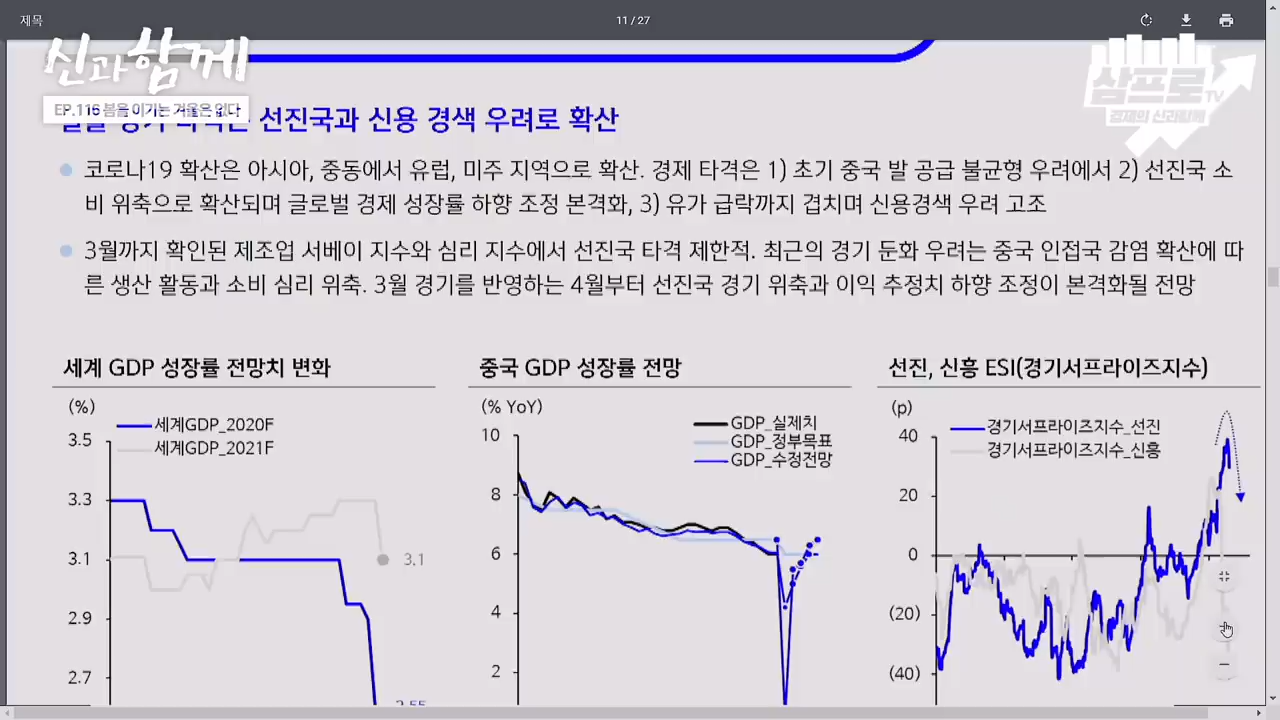 제목
11 / 27
신과함께
EP.116 봄을 이기는 겨울은 없다
삼프로TV
경제의 신과함께
선진국과 신용 경색 우려로 확산
코로나19 확산은 아시아, 중동에서 유럽, 미주 지역으로 확산. 경제 타격은 1) 초기 중국 발 공급 불균형 우려에서 2) 선진국 소
비 위축으로 확산되며 글로벌 경제 성장률 하향 조정 본격화, 3) 유가 급락까지 겹치며 신용경색 우려 고조
3월까지 확인된 제조업 서베이 지수와 심리 지수에서 선진국 타격 제한적. 최근의 경기 둔화 우려는 중국 인접국 감염 확산에 따
른 생산 활동과 소비 심리 위축. 3월 경기를 반영하는 4월부터 선진국 경기 위축과 이익 추정치 하향 조정이 본격화될 전망
세계 GDP 성장률 전망치 변화
(%)
세계GDP_2020F
세계GDP_2021F
3.5
3.3
3.1
2.9
2.7
3.1
중국 GDP 성장률 전망
(% YoY)
GDP_실제치
GDP_정부목표
GDP_수정전망
10
8
6
4
2
선진, 신흥 ESI(경기서프라이즈지수)
(p)
경기서프라이즈지수_선진
경기서프라이즈지수_신흥
40
20
0
(20)
(40)